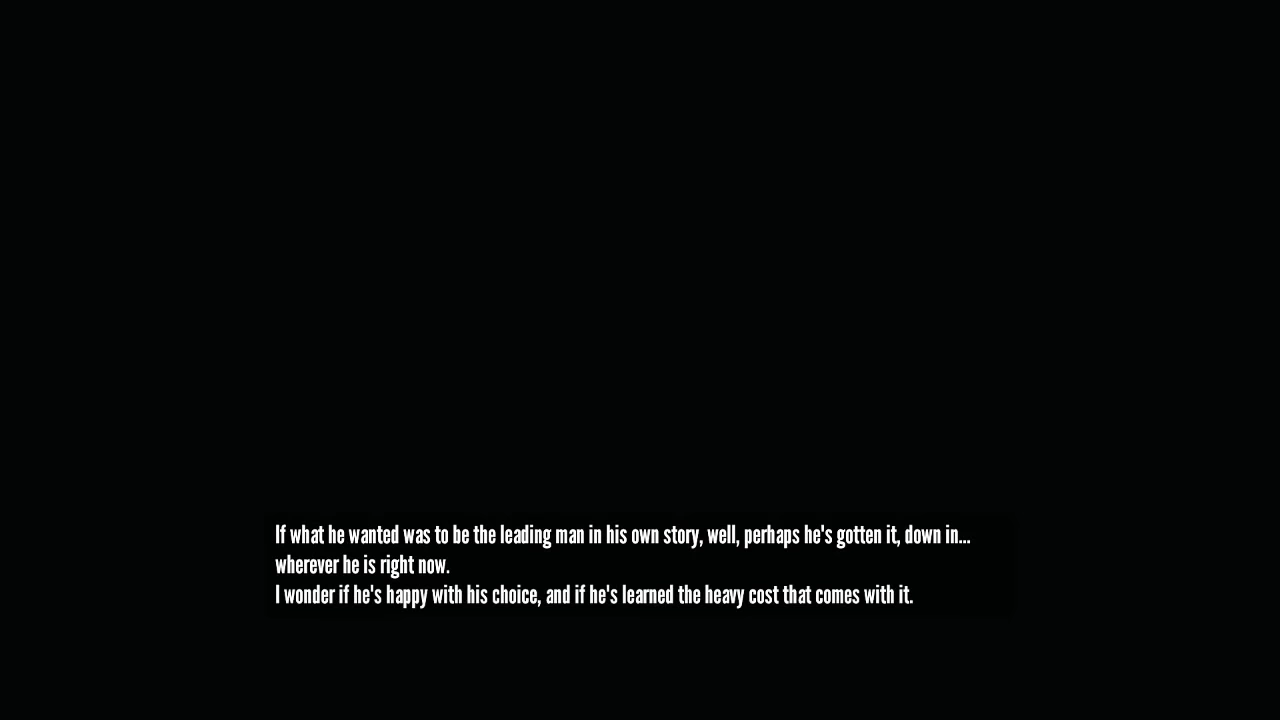 If what he wanted was to be the leading man in his own story, well, perhaps he's gotten it, down in...
wherever he is right now.
I wonder if he's happy with his choice, and if he's learned the heavy cost that comes with it.